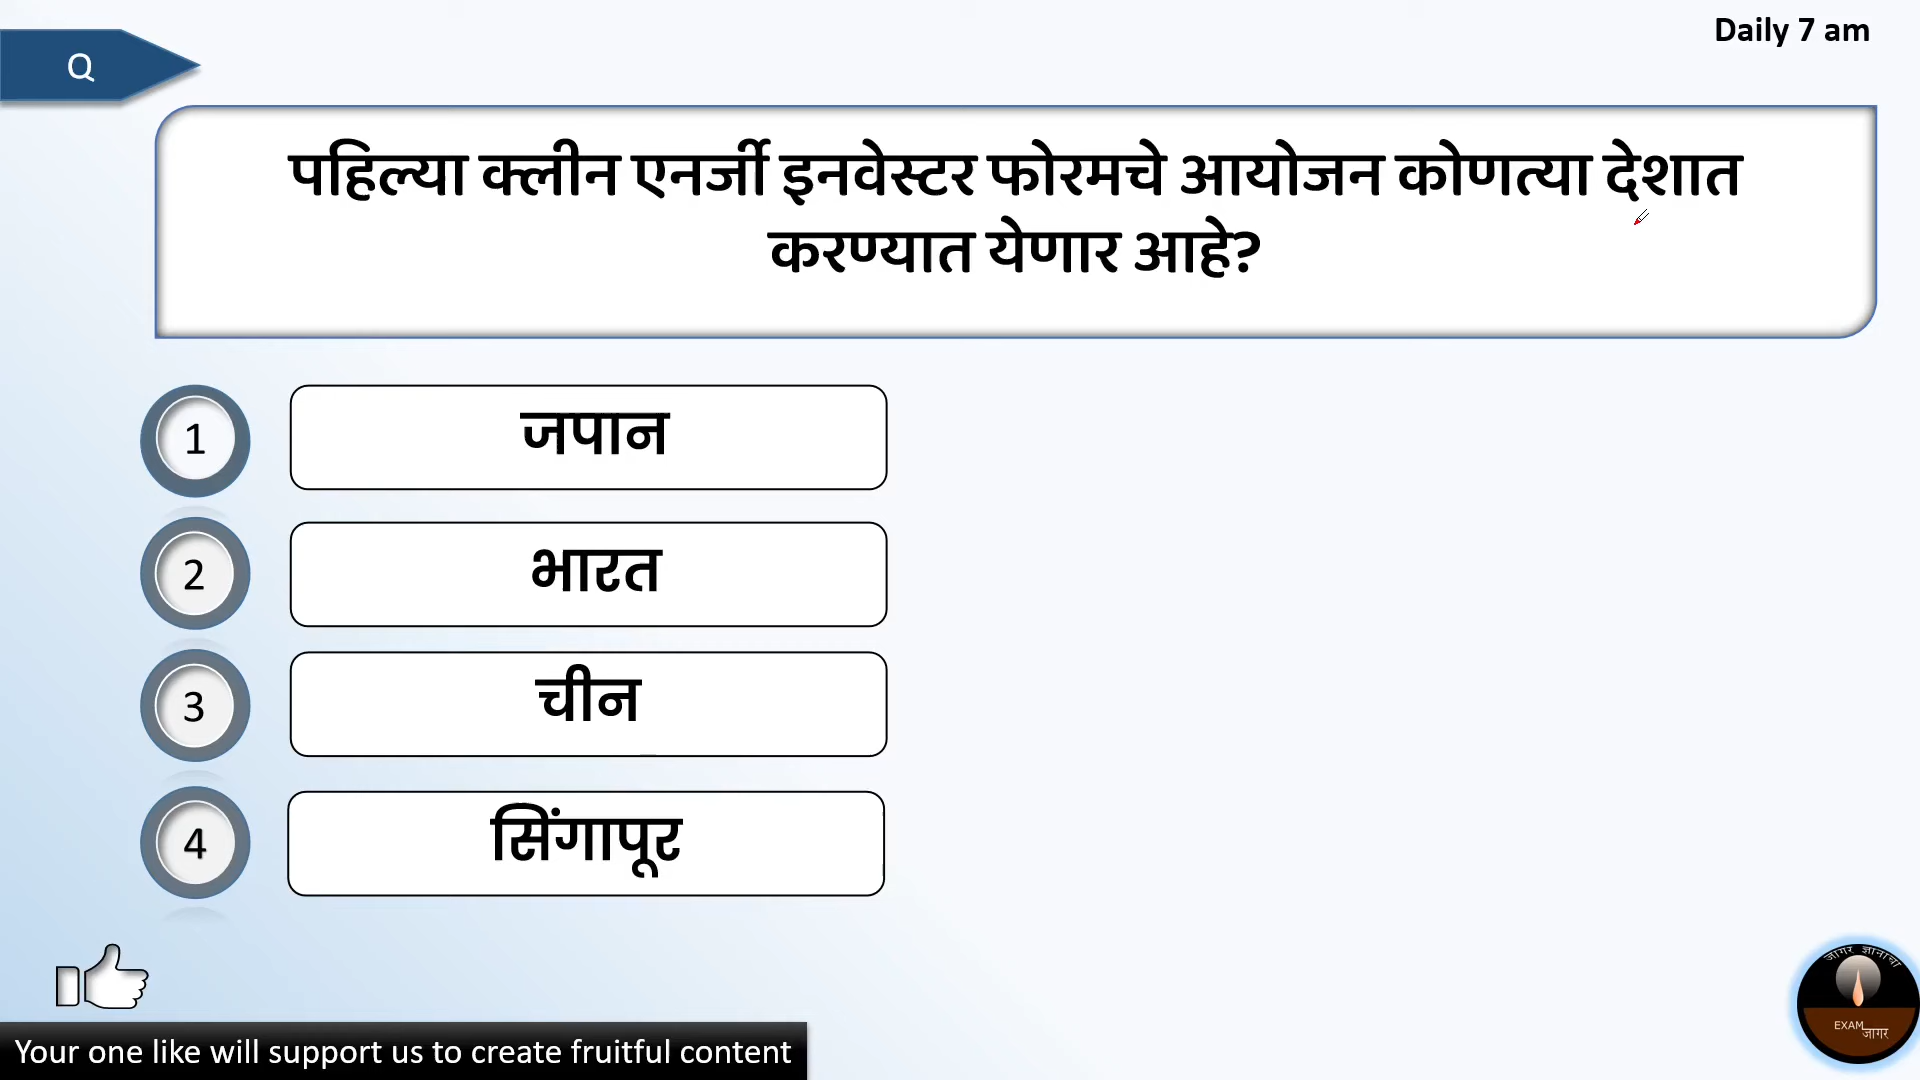 Daily 7 am
Q
पहिल्या क्लीन एनर्जी इनवेस्टर फोरमचे आयोजन कोणत्या देशात
करण्यात येणार आहे?
1
जपान
2
भारत
3
चीन
4
सिंगापूर
जागर ज्ञानाचा
EXAM जागर
Your one like will support us to create fruitful content